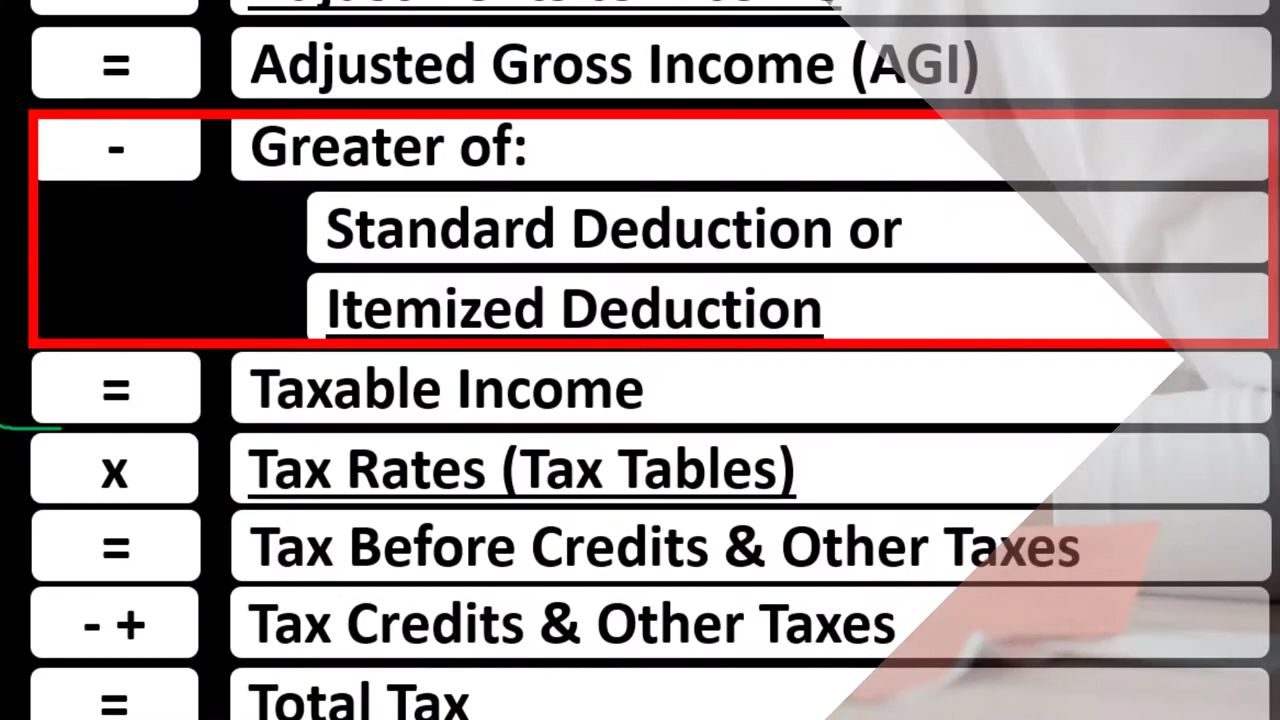 = Adjusted Gross Income (AGI)
- Greater of:
Standard Deduction or
Itemized Deduction
= Taxable Income
x Tax Rates (Tax Tables)
= Tax Before Credits & Other Taxes
- + Tax Credits & Other Taxes
= Total Tax